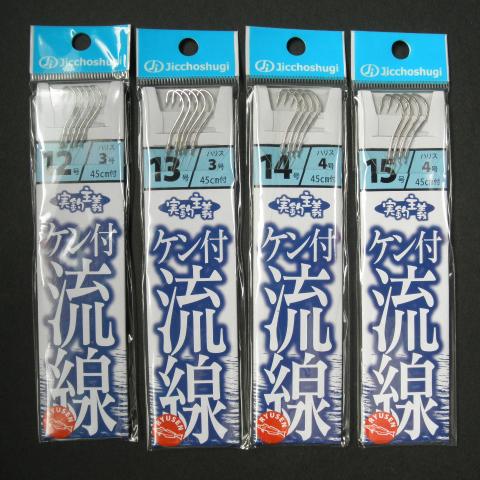 Jicchoshugi
12号
ハリス
3号
45cm付
実釣主義
ケン付
流線
RYUSEN
Jicchoshugi
13号
ハリス
3号
45cm付
実釣主義
ケン付
流線
RYUSEN
Jicchoshugi
14号
ハリス
4号
45cm付
実釣主義
ケン付
流線
RYUSEN
Jicchoshugi
15号
ハリス
4号
45cm付
実釣主義
ケン付
流線
RYUSEN